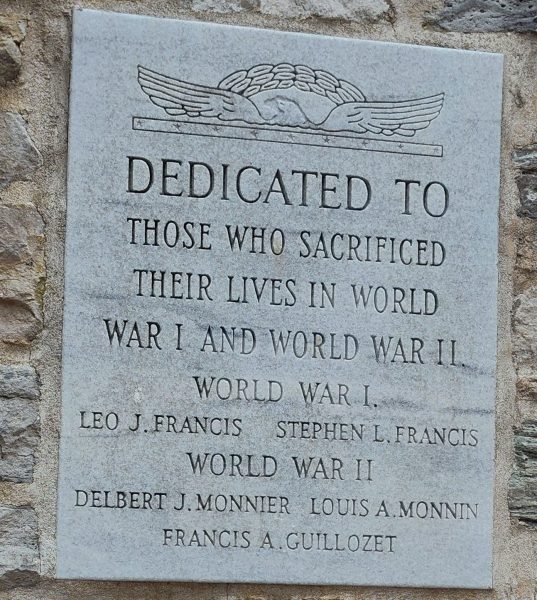 DEDICATED TO
THOSE WHO SACRIFICED
THEIR LIVES IN WORLD
WAR I AND WORLD WAR II.
WORLD WAR I.
LEO J. FRANCIS STEPHEN L. FRANCIS
WORLD WAR II
DELBERT J. MONNIER LOUIS A. MONNIN
FRANCIS A. GUILLOZET